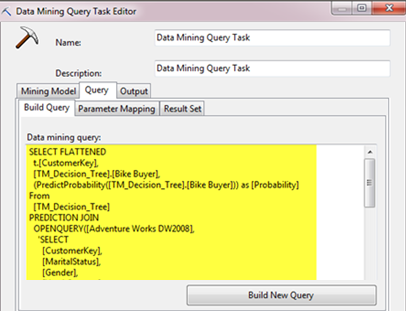 Data Mining Query Task Editor
Name:
Data Mining Query Task
Description:
Data Mining Query Task
Mining Model
Query
Output
Build Query
Parameter Mapping
Result Set
Data mining query:
SELECT FLATTENED
t.[CustomerKey],
[TM_Decision_Tree].[Bike Buyer],
(PredictProbability([TM_Decision_Tree].[Bike Buyer])) as [Probability]
From
[TM_Decision_Tree]
PREDICTION JOIN
OPENQUERY([Adventure Works DW2008],
'SELECT
[CustomerKey],
[MaritalStatus],
[Gender],
Build New Query